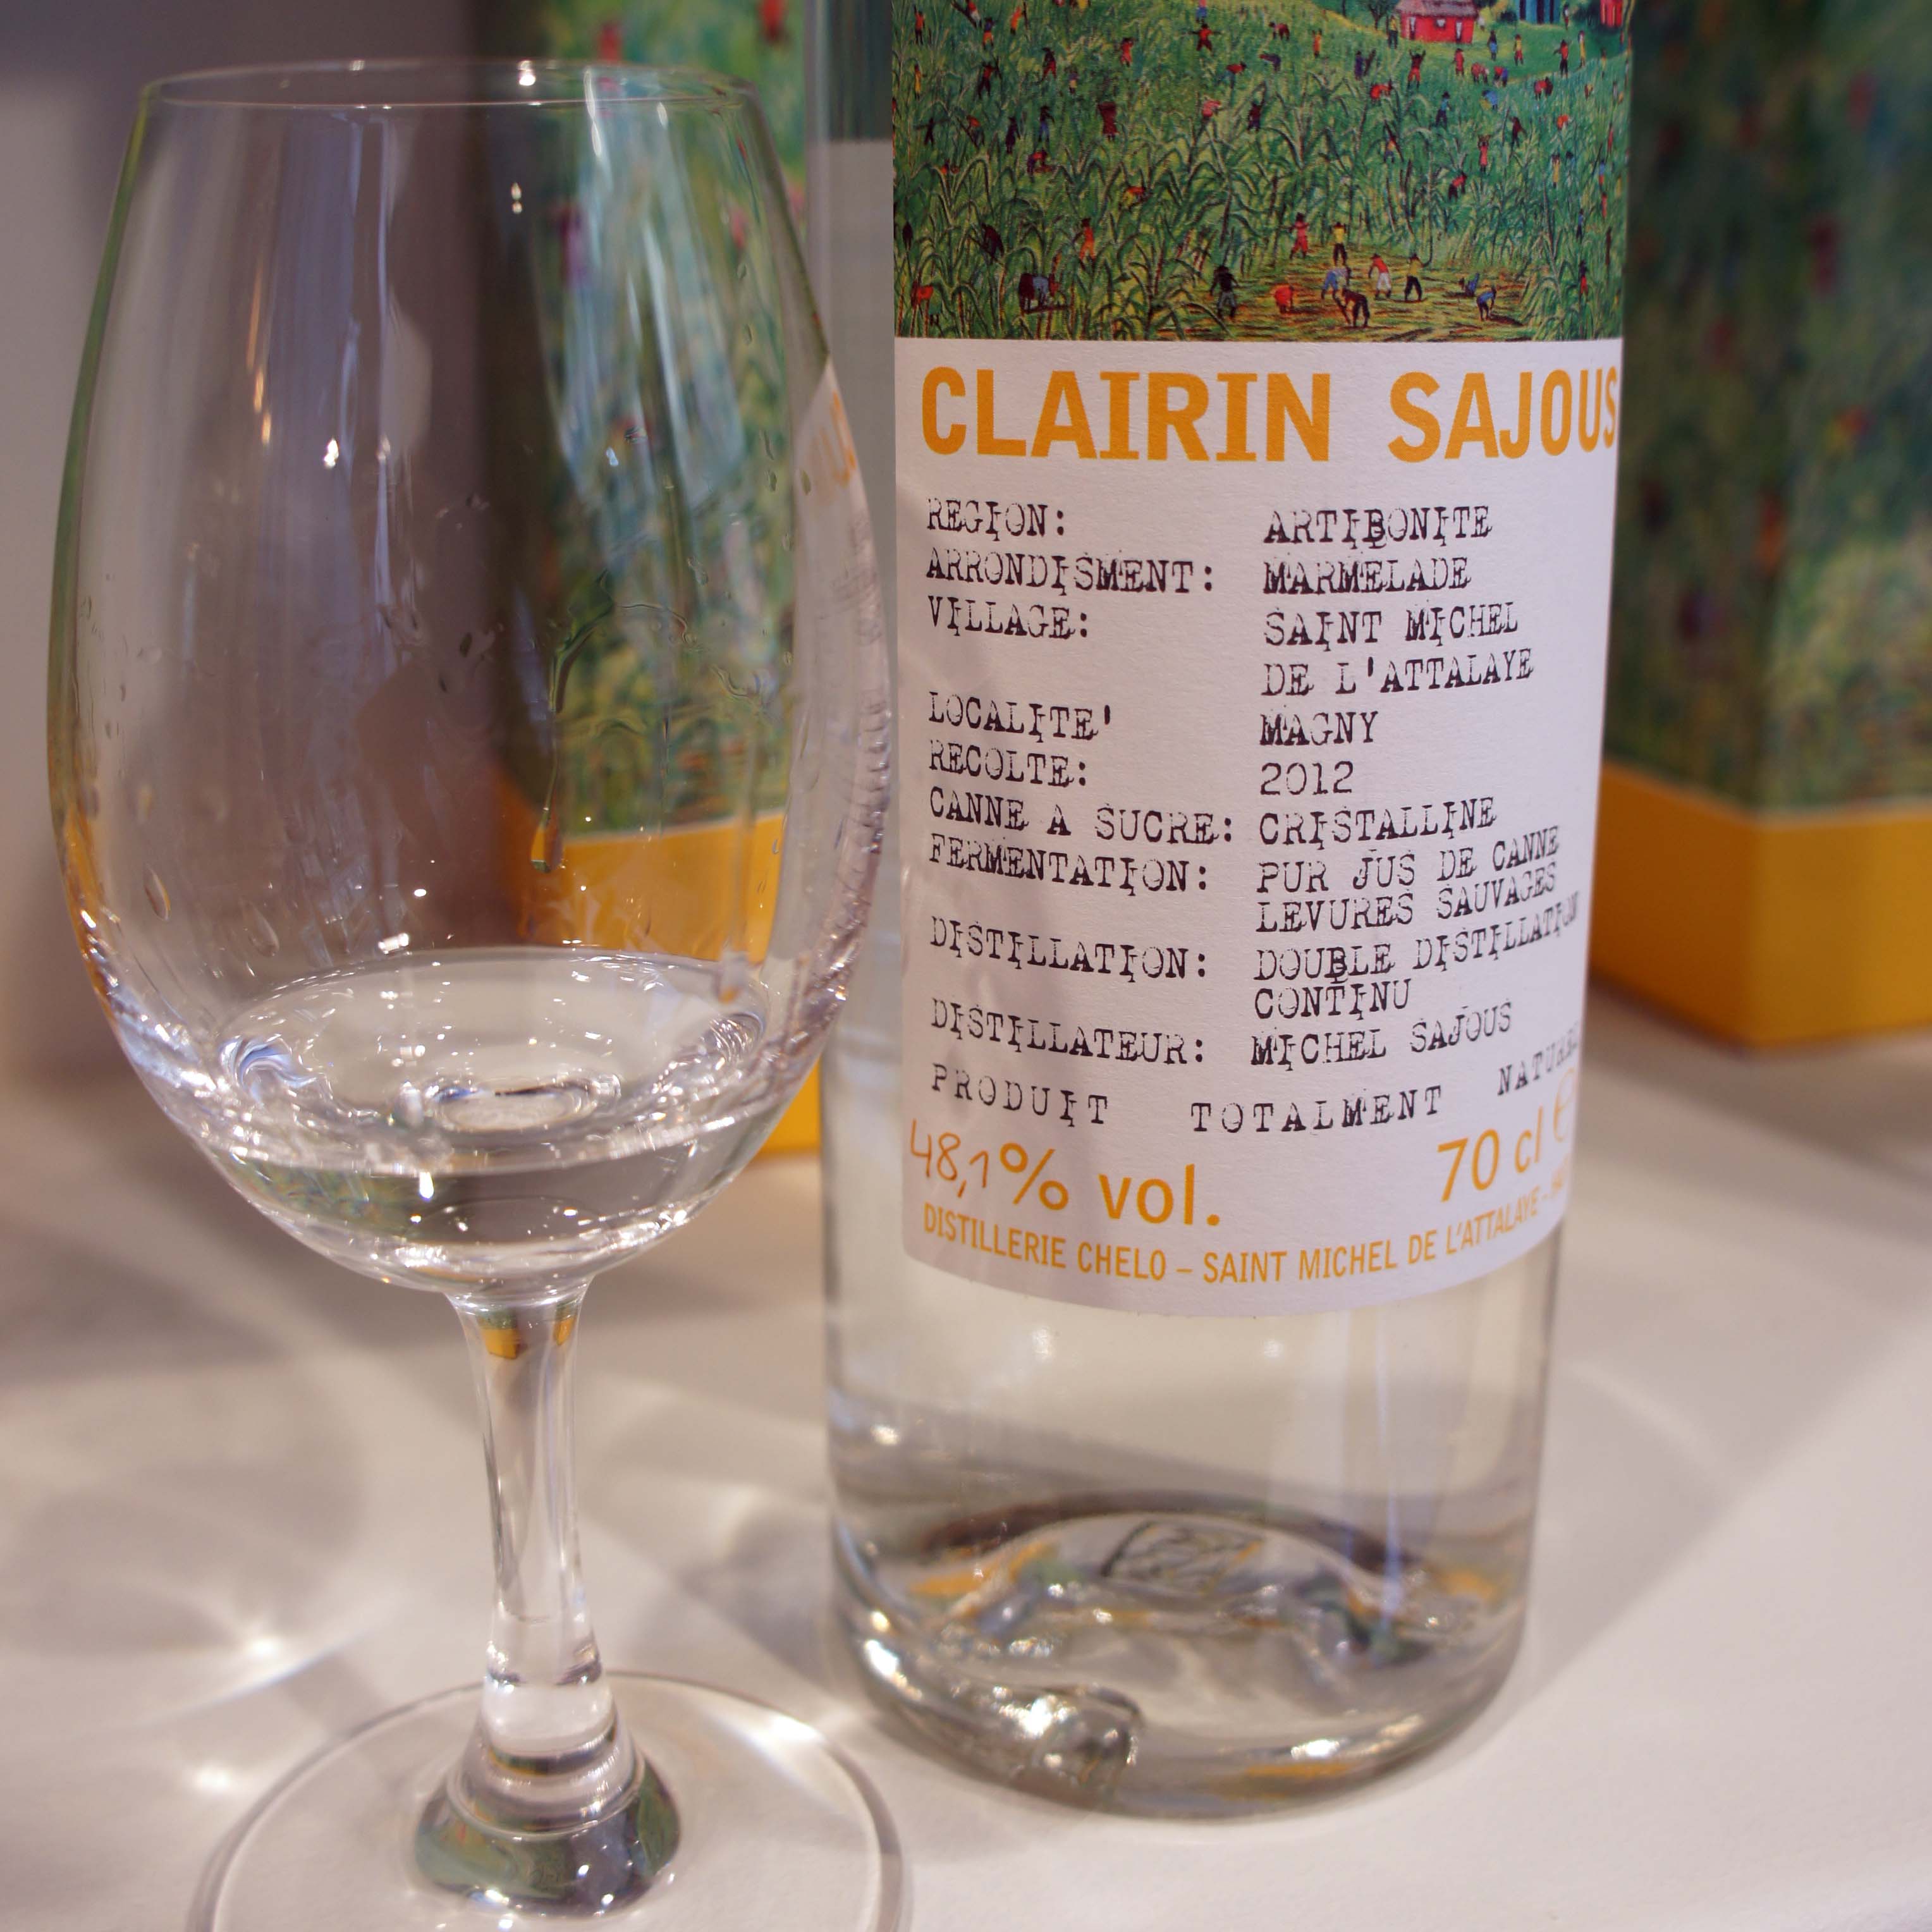 CLAIRIN SAJOUS
REGION: ARTIBONITE
ARRONDISMENT: MARMELADE
VILLAGE: SAINT MICHEL
DE L'ATTALAYE
LOCALITE' MAGNY
RECOLTE: 2012
CANNE A SUCRE: CRISTALLINE
FERMENTATION: PUR JUS DE CANNE
LEVURES SAUVAGES
DISTILLATION: DOUBLE DISTILLATION
CONTINU
DISTILLATEUR: MICHEL SAJOUS
PRODUIT TOTALMENT
48,1% vol. 70 cl e
DISTILLERIE CHELO – SAINT MICHEL DE L'ATTALAYE -